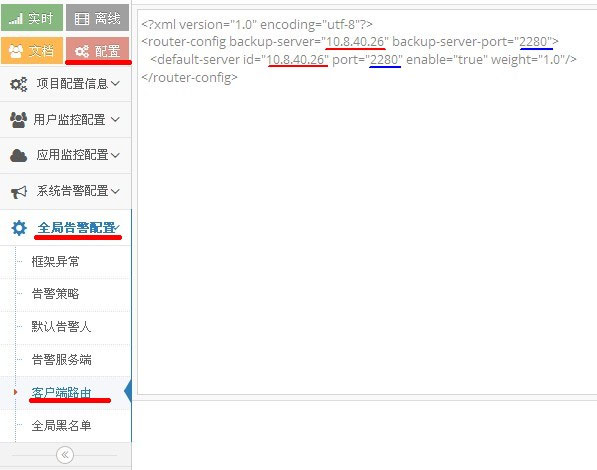 实时 离线
文档 配置
项目配置信息
用户监控配置
应用监控配置
系统告警配置
全局告警配置
框架异常
告警策略
默认告警人
告警服务端
客户端路由
全局黑名单
<?xml version="1.0" encoding="utf-8"?>
<router-config backup-server="10.8.40.26" backup-server-port="2280">
<default-server id="10.8.40.26" port="2280" enable="true" weight="1.0"/>
</router-config>